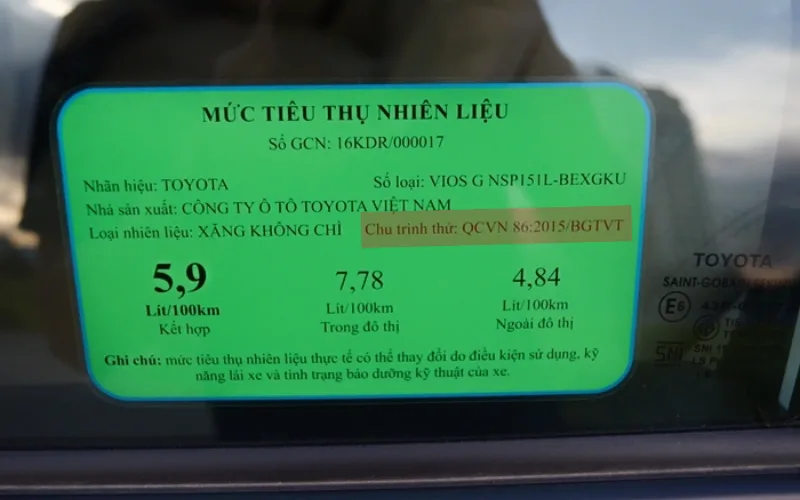 MỨC TIÊU THỤ NHIÊN LIỆU
Số GCN: 16KDR/000017
Nhãn hiệu: TOYOTA Số loại: VIOS G NSP151L-BEXGKU
Nhà sản xuất: CÔNG TY Ô TÔ TOYOTA VIỆT NAM
Loại nhiên liệu: XĂNG KHÔNG CHÌ Chu trình thử: QCVN 86:2015/BGTVT
5,9 7,78 4,84
Lít/100km Lít/100km Lít/100km
Kết hợp Trong đô thị Ngoài đô thị
Ghi chú: mức tiêu thụ nhiên liệu thực tế có thể thay đổi do điều kiện sử dụng, kỹ
năng lái xe và tình trạng bảo dưỡng kỹ thuật của xe.
TOYOTA
E6
SNI